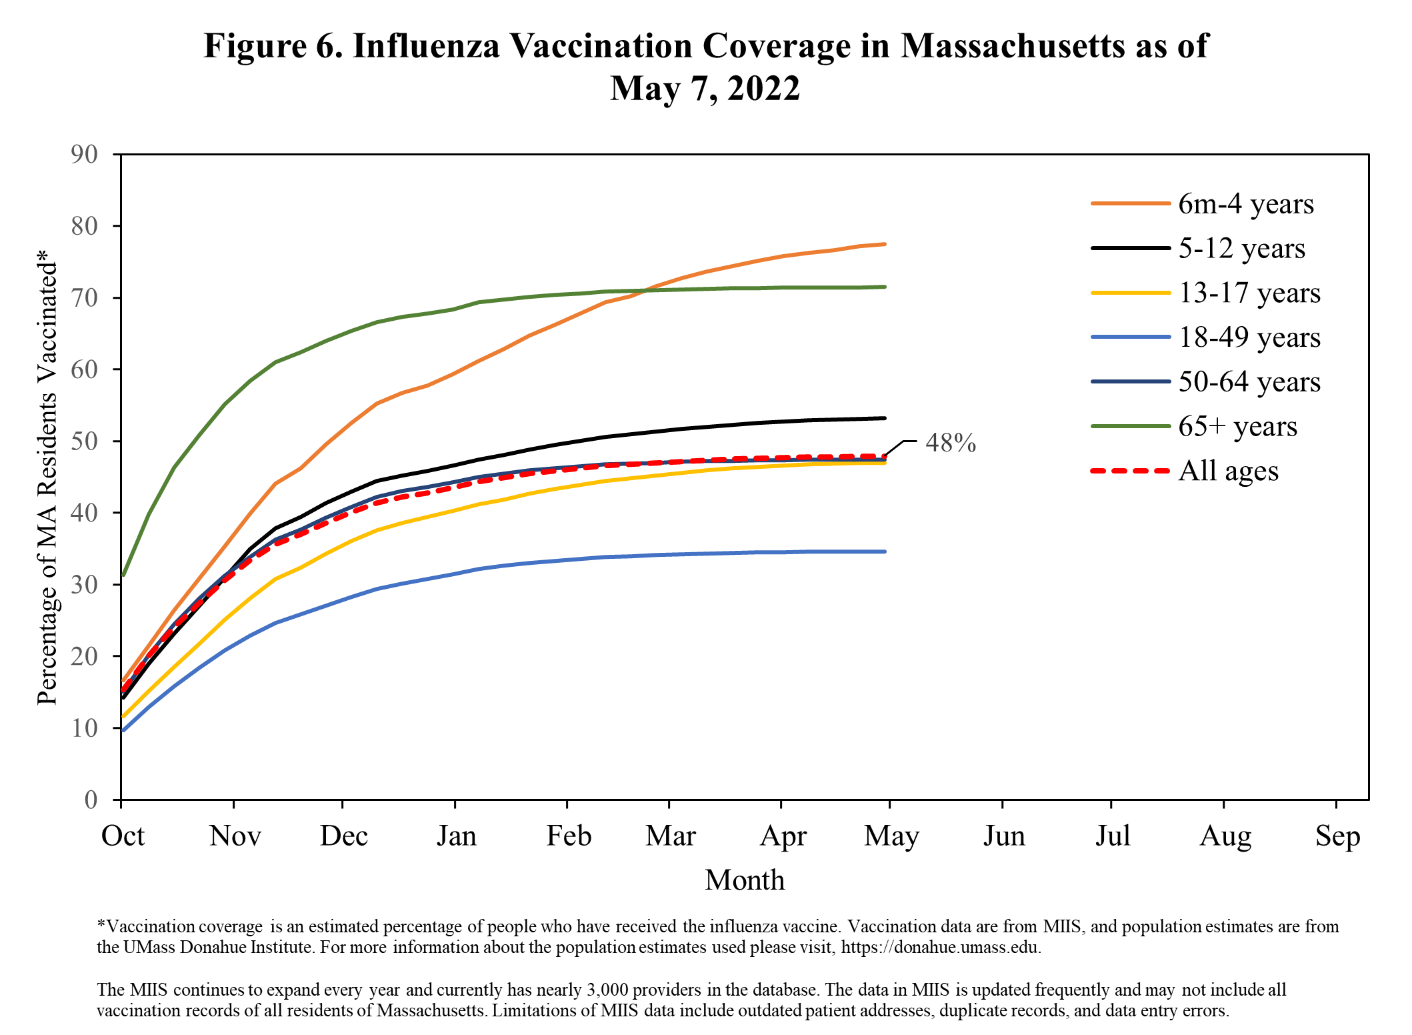 Figure 6. Influenza Vaccination Coverage in Massachusetts as of
May 7, 2022
Percentage of MA Residents Vaccinated*
90
80
70
60
50
40
30
20
10
0
6m-4 years
5-12 years
13-17 years
18-49 years
50-64 years
65+ years
All ages
48%
Oct Nov Dec Jan Feb Mar Apr May Jun Jul Aug Sep
Month
*Vaccination coverage is an estimated percentage of people who have received the influenza vaccine. Vaccination data are from MIIS, and population estimates are from
the UMass Donahue Institute. For more information about the population estimates used please visit, https://donahue.umass.edu.
The MIIS continues to expand every year and currently has nearly 3,000 providers in the database. The data in MIIS is updated frequently and may not include all
vaccination records of all residents of Massachusetts. Limitations of MIIS data include outdated patient addresses, duplicate records, and data entry errors.